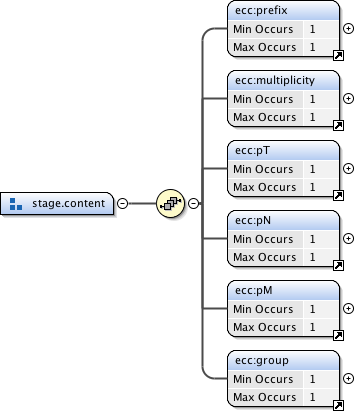 ecc:prefix
Min Occurs 1
Max Occurs 1
ecc:multiplicity
Min Occurs 1
Max Occurs 1
ecc:pT
Min Occurs 1
Max Occurs 1
stage.content
ecc:pN
Min Occurs 1
Max Occurs 1
ecc:pM
Min Occurs 1
Max Occurs 1
ecc:group
Min Occurs 1
Max Occurs 1